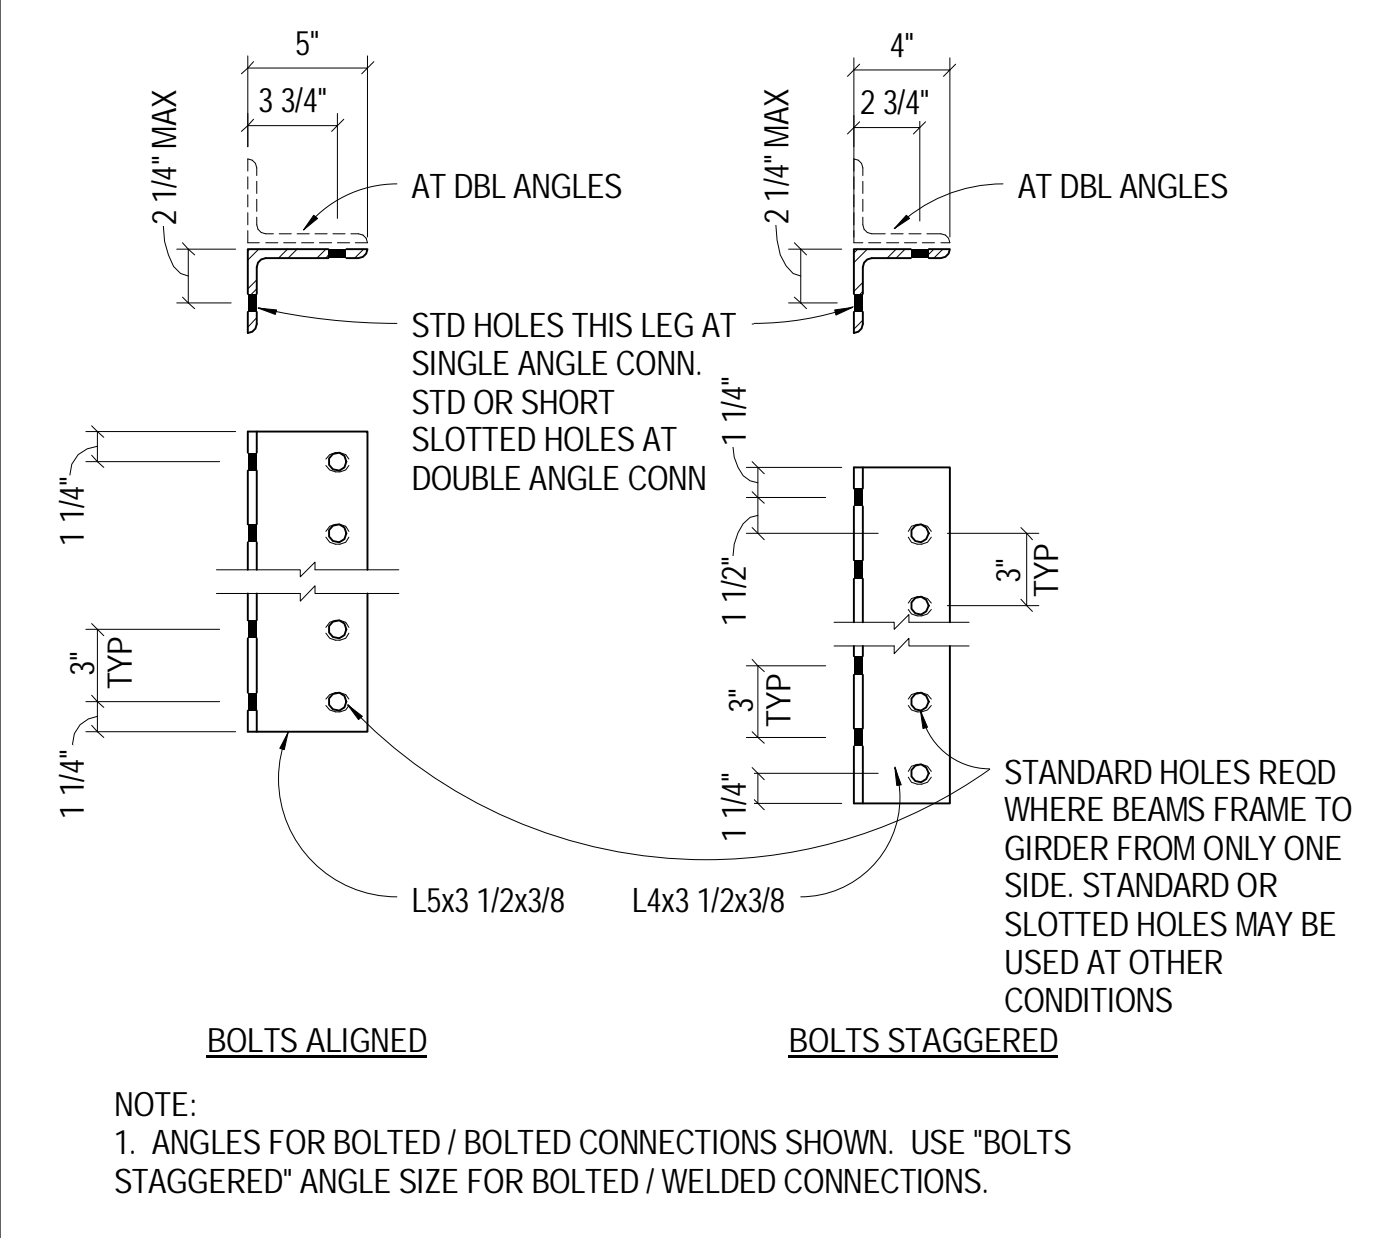 5"
3 3/4"
2 1/4" MAX
AT DBL ANGLES
4"
2 3/4"
2 1/4" MAX
AT DBL ANGLES
STD HOLES THIS LEG AT
SINGLE ANGLE CONN.
STD OR SHORT
SLOTTED HOLES AT
DOUBLE ANGLE CONN
1 1/4"
3"
TYP
1 1/4"
1 1/4"
1 1/2"
3"
TYP
3"
TYP
1 1/4"
STANDARD HOLES REQD
WHERE BEAMS FRAME TO
GIRDER FROM ONLY ONE
SIDE. STANDARD OR
SLOTTED HOLES MAY BE
USED AT OTHER
CONDITIONS
L5x3 1/2x3/8
L4x3 1/2x3/8
BOLTS ALIGNED
BOLTS STAGGERED
NOTE:
1. ANGLES FOR BOLTED / BOLTED CONNECTIONS SHOWN. USE "BOLTS
STAGGERED" ANGLE SIZE FOR BOLTED / WELDED CONNECTIONS.